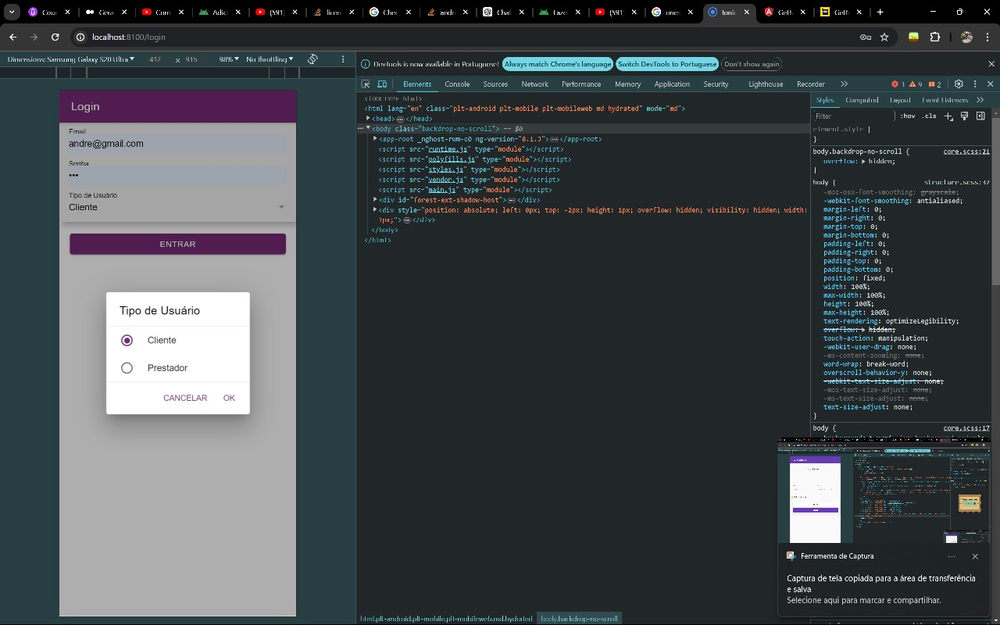 Cour
Gera
Com
Adici
(591)
licen
Chec
andr
Chat
Faze
(591)
ones
Ioni
GetN
GetN
localhost:8100/login
Dimensions: Samsung Galaxy S20 Ultra
412 × 915 98% No throttling
DevTools is now available in Portuguese! Always match Chrome's language Switch DevTools to Portuguese Don't show again
Elements Console Sources Network Performance Memory Application Security Lighthouse Recorder 3 9 2
<!DOCTYPE html>
<html lang="en" class="plt-android plt-mobile plt-mobileweb md hydrated" mode="md">
<head>…</head>
<body class="backdrop-no-scroll"> == $0
<app-root _nghost-rwm-c0 ng-version="8.1.3">…</app-root>
<script src="runtime.js" type="module"></script>
<script src="polyfills.js" type="module"></script>
<script src="styles.js" type="module"></script>
<script src="vendor.js" type="module"></script>
<script src="main.js" type="module"></script>
<div id="forest-ext-shadow-host">…</div>
<div style="position: absolute; left: 0px; top: -2px; height: 1px; overflow: hidden; visibility: hidden; width:
1px;">…</div>
</body>
</html>
html.plt-android.plt-mobile.plt-mobileweb.md.hydrated body.backdrop-no-scroll
Login
Email
andre@gmail.com
Senha
•••
Tipo de Usuário
Cliente
ENTRAR
Tipo de Usuário
Cliente
Prestador
CANCELAR OK
Styles Computed Layout Event Listeners
Filter :hov .cls
element.style {
}
body.backdrop-no-scroll { core.scss:21
overflow: hidden;
}
body { structure.scss:32
-moz-osx-font-smoothing: grayscale;
-webkit-font-smoothing: antialiased;
margin-left: 0;
margin-right: 0;
margin-top: 0;
margin-bottom: 0;
padding-left: 0;
padding-right: 0;
padding-top: 0;
padding-bottom: 0;
position: fixed;
width: 100%;
max-width: 100%;
height: 100%;
max-height: 100%;
text-rendering: optimizeLegibility;
overflow: hidden;
touch-action: manipulation;
-webkit-user-drag: none;
-ms-content-zooming: none;
word-wrap: break-word;
overscroll-behavior-y: none;
-webkit-text-size-adjust: none;
-moz-text-size-adjust: none;
-ms-text-size-adjust: none;
text-size-adjust: none;
}
body { core.scss:17
Ferramenta de Captura
Captura de tela copiada para a área de transferência
e salva
Selecione aqui para marcar e compartilhar.